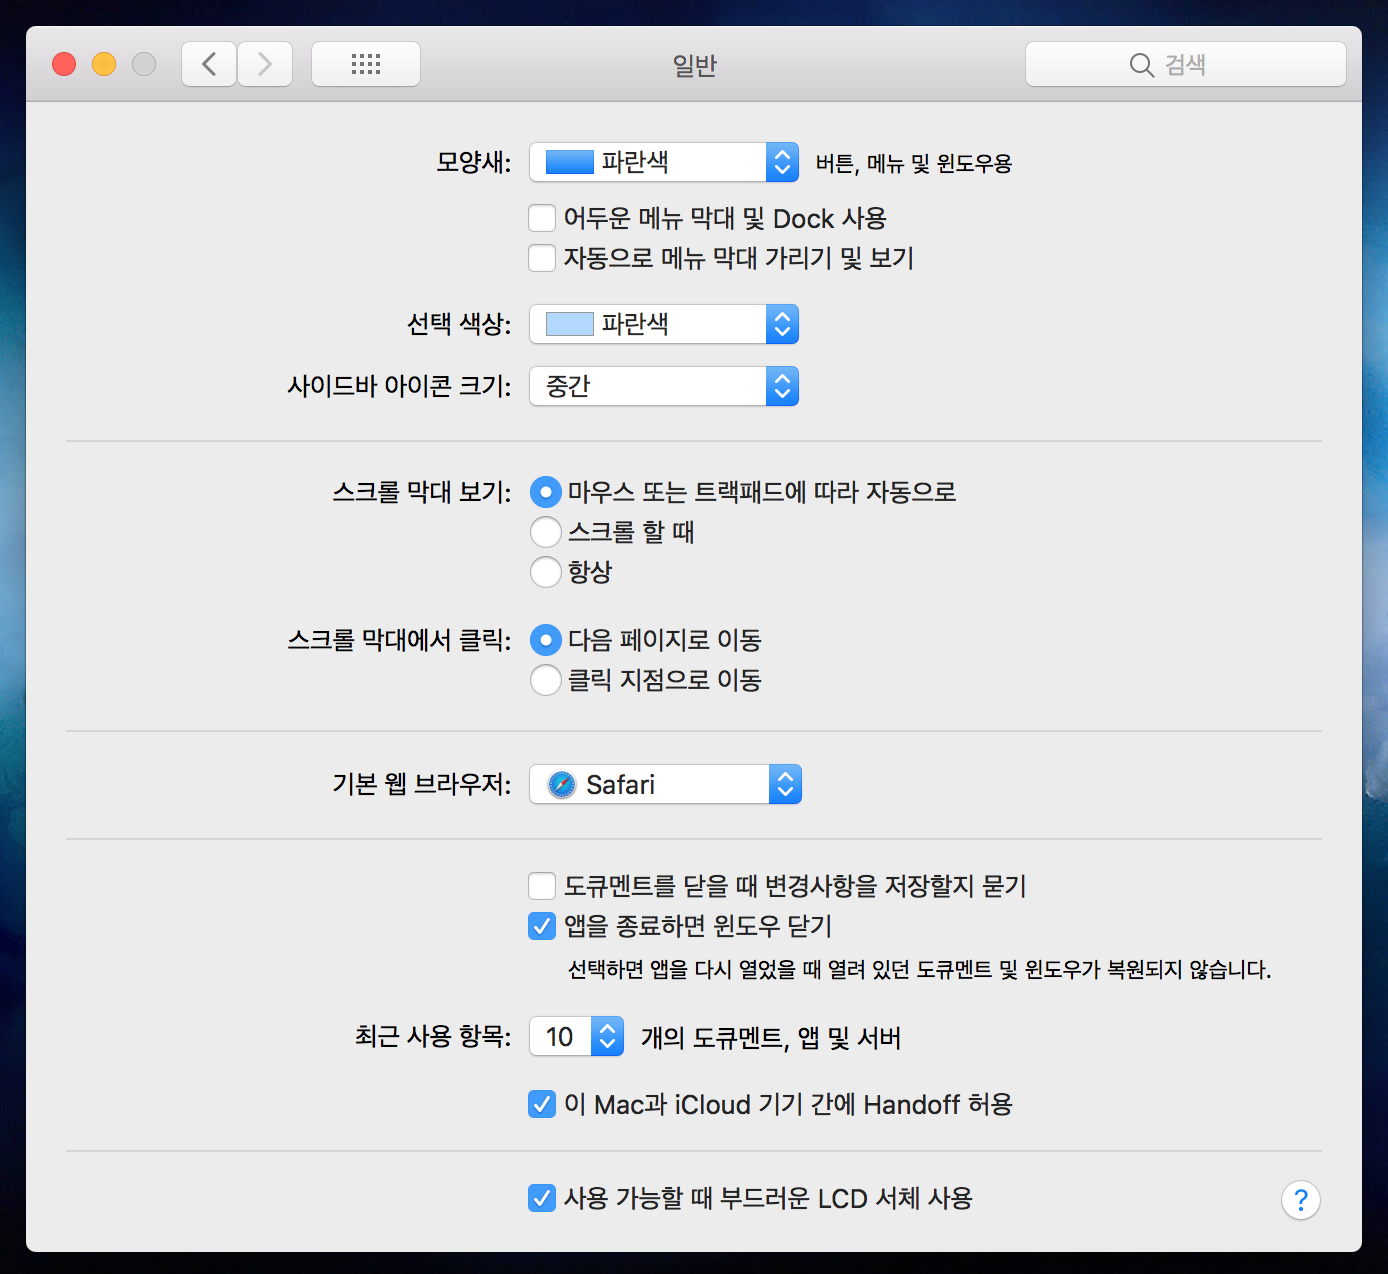 일반
검색
모양새: 파란색 버튼, 메뉴 및 윈도우용
어두운 메뉴 막대 및 Dock 사용
자동으로 메뉴 막대 가리기 및 보기
선택 색상: 파란색
사이드바 아이콘 크기: 중간
스크롤 막대 보기: 마우스 또는 트랙패드에 따라 자동으로
스크롤 할 때
항상
스크롤 막대에서 클릭: 다음 페이지로 이동
클릭 지점으로 이동
기본 웹 브라우저: Safari
도큐멘트를 닫을 때 변경사항을 저장할지 묻기
앱을 종료하면 윈도우 닫기
선택하면 앱을 다시 열었을 때 열려 있던 도큐멘트 및 윈도우가 복원되지 않습니다.
최근 사용 항목: 10 개의 도큐멘트, 앱 및 서버
이 Mac과 iCloud 기기 간에 Handoff 허용
사용 가능할 때 부드러운 LCD 서체 사용
?